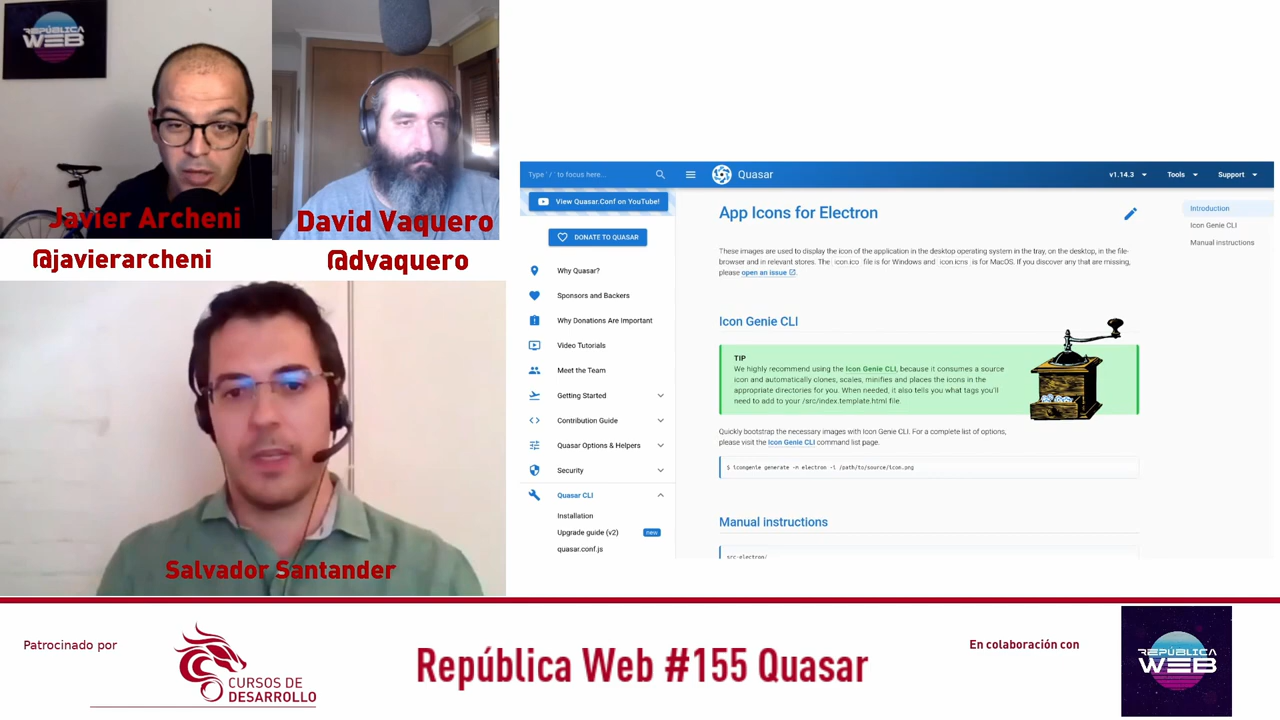 REPÚBLICA
WEB
Javier Archeni
@javierarcheni
David Vaquero
@dvaquero
Salvador Santander
Type '/' to focus here...
Quasar
v1.14.3
Tools
Support
View Quasar.Conf on YouTube!
DONATE TO QUASAR
Why Quasar?
Sponsors and Backers
Why Donations Are Important
Video Tutorials
Meet the Team
Getting Started
Contribution Guide
Quasar Options & Helpers
Security
Quasar CLI
Installation
Upgrade guide (v2)
new
quasar.conf.js
App Icons for Electron
These images are used to display the icon of the application in the desktop operating system in the tray, on the desktop, in the file-
browser and in relevant stores. The icon.ico file is for Windows and icon.icns is for MacOS. If you discover any that are missing,
please open an issue.
Icon Genie CLI
TIP
We highly recommend using the Icon Genie CLI, because it consumes a source
icon and automatically clones, scales, minifies and places the icons in the
appropriate directories for you. When needed, it also tells you what tags you'll
need to add to your /src/index.template.html file.
Quickly bootstrap the necessary images with Icon Genie CLI. For a complete list of options,
please visit the Icon Genie CLI command list page.
$ icongenie generate -m electron -i /path/to/source/icon.png
Manual instructions
src-electron/
Introduction
Icon Genie CLI
Manual instructions
Patrocinado por
CURSOS DE
DESARROLLO
República Web #155 Quasar
En colaboración con
REPÚBLICA
WEB